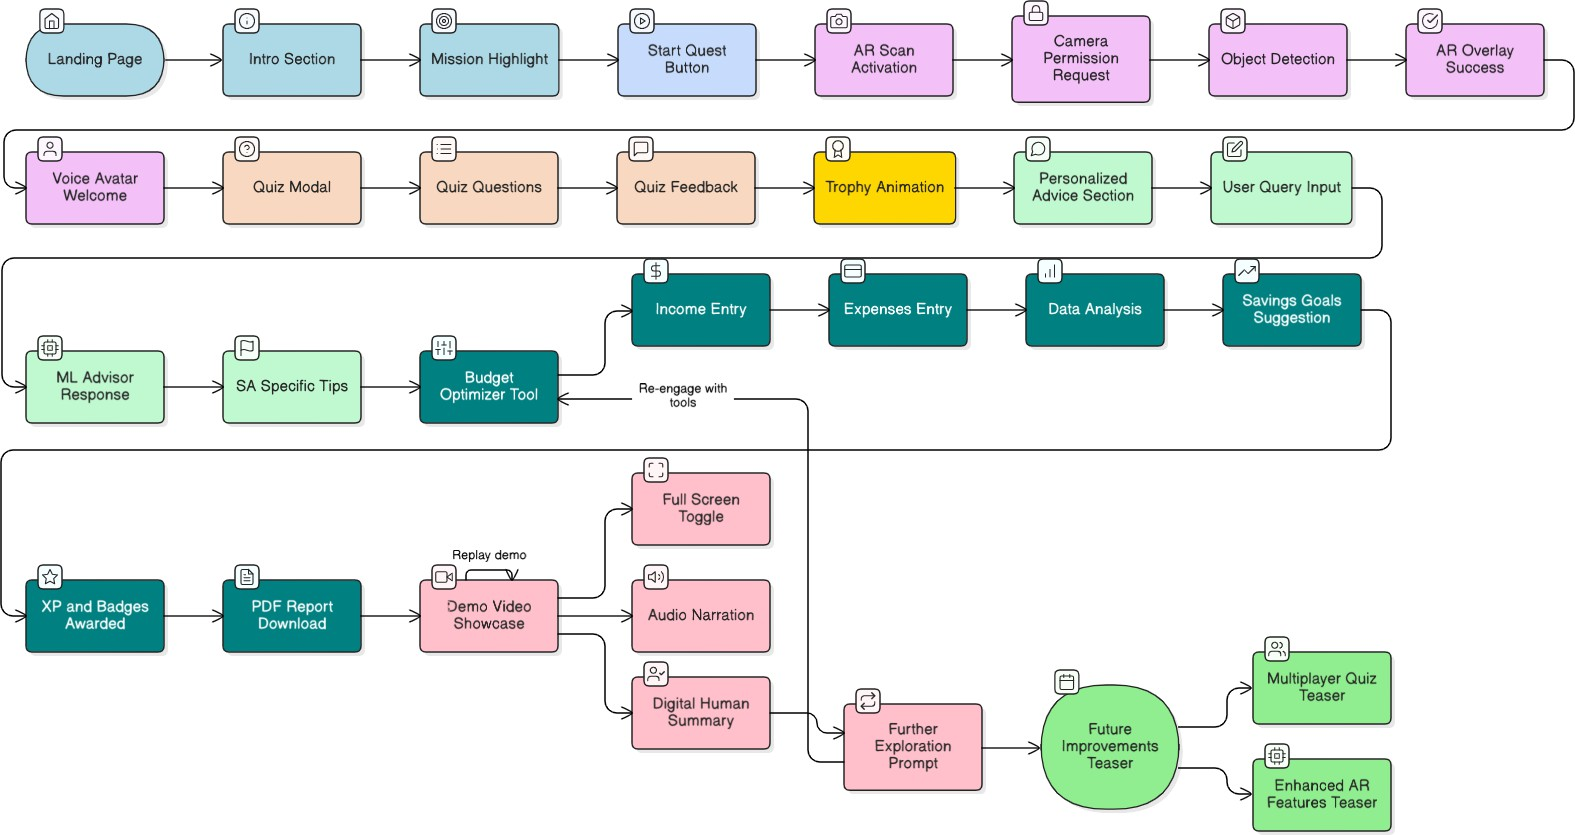 Landing Page
Intro Section
Mission Highlight
Start Quest
Button
AR Scan
Activation
Camera
Permission
Request
Object Detection
AR Overlay
Success
Voice Avatar
Welcome
Quiz Modal
Quiz Questions
Quiz Feedback
Trophy Animation
Personalized
Advice Section
User Query Input
Income Entry
Expenses Entry
Data Analysis
Savings Goals
Suggestion
ML Advisor
Response
SA Specific Tips
Budget
Optimizer Tool
Re-engage with
tools
Full Screen
Toggle
Replay demo
XP and Badges
Awarded
PDF Report
Download
Demo Video
Showcase
Audio Narration
Digital Human
Summary
Further
Exploration
Prompt
Future
Improvements
Teaser
Multiplayer Quiz
Teaser
Enhanced AR
Features Teaser